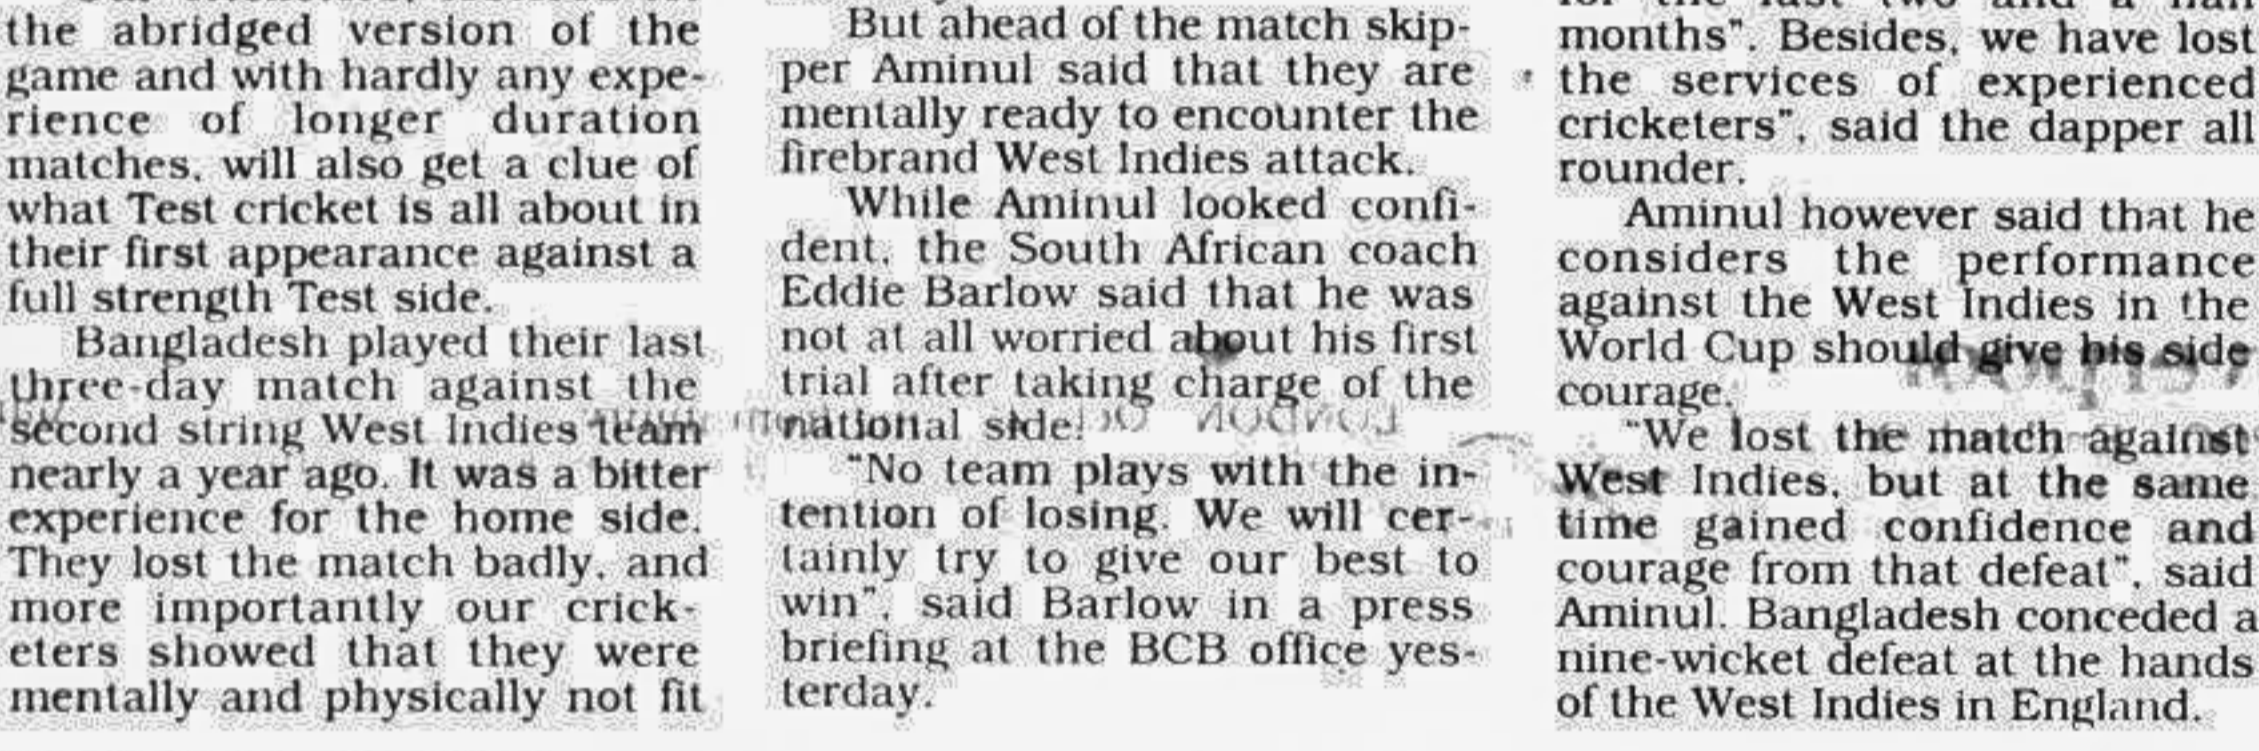 the abridged version of the
game and with hardly any expe-
rience of longer duration
matches, will also get a clue of
what Test cricket is all about in
their first appearance against a
full strength Test side.
Bangladesh played their last
three-day match against the
second string West Indies team
nearly a year ago. It was a bitter
experience for the home side.
They lost the match badly, and
more importantly our crick-
eters showed that they were
mentally and physically not fit
But ahead of the match skip-
per Aminul said that they are
mentally ready to encounter the
firebrand West Indies attack.
While Aminul looked confi-
dent, the South African coach
Eddie Barlow said that he was
not at all worried about his first
trial after taking charge of the
national side.
"No team plays with the in-
tention of losing. We will cer-
tainly try to give our best to
win", said Barlow in a press
briefing at the BCB office yes-
terday.
for the last two and a half
months". Besides, we have lost
the services of experienced
cricketers", said the dapper all
rounder.
Aminul however said that he
considers the performance
against the West Indies in the
World Cup should give his side
courage.
"We lost the match against
West Indies, but at the same
time gained confidence and
courage from that defeat", said
Aminul. Bangladesh conceded a
nine-wicket defeat at the hands
of the West Indies in England.